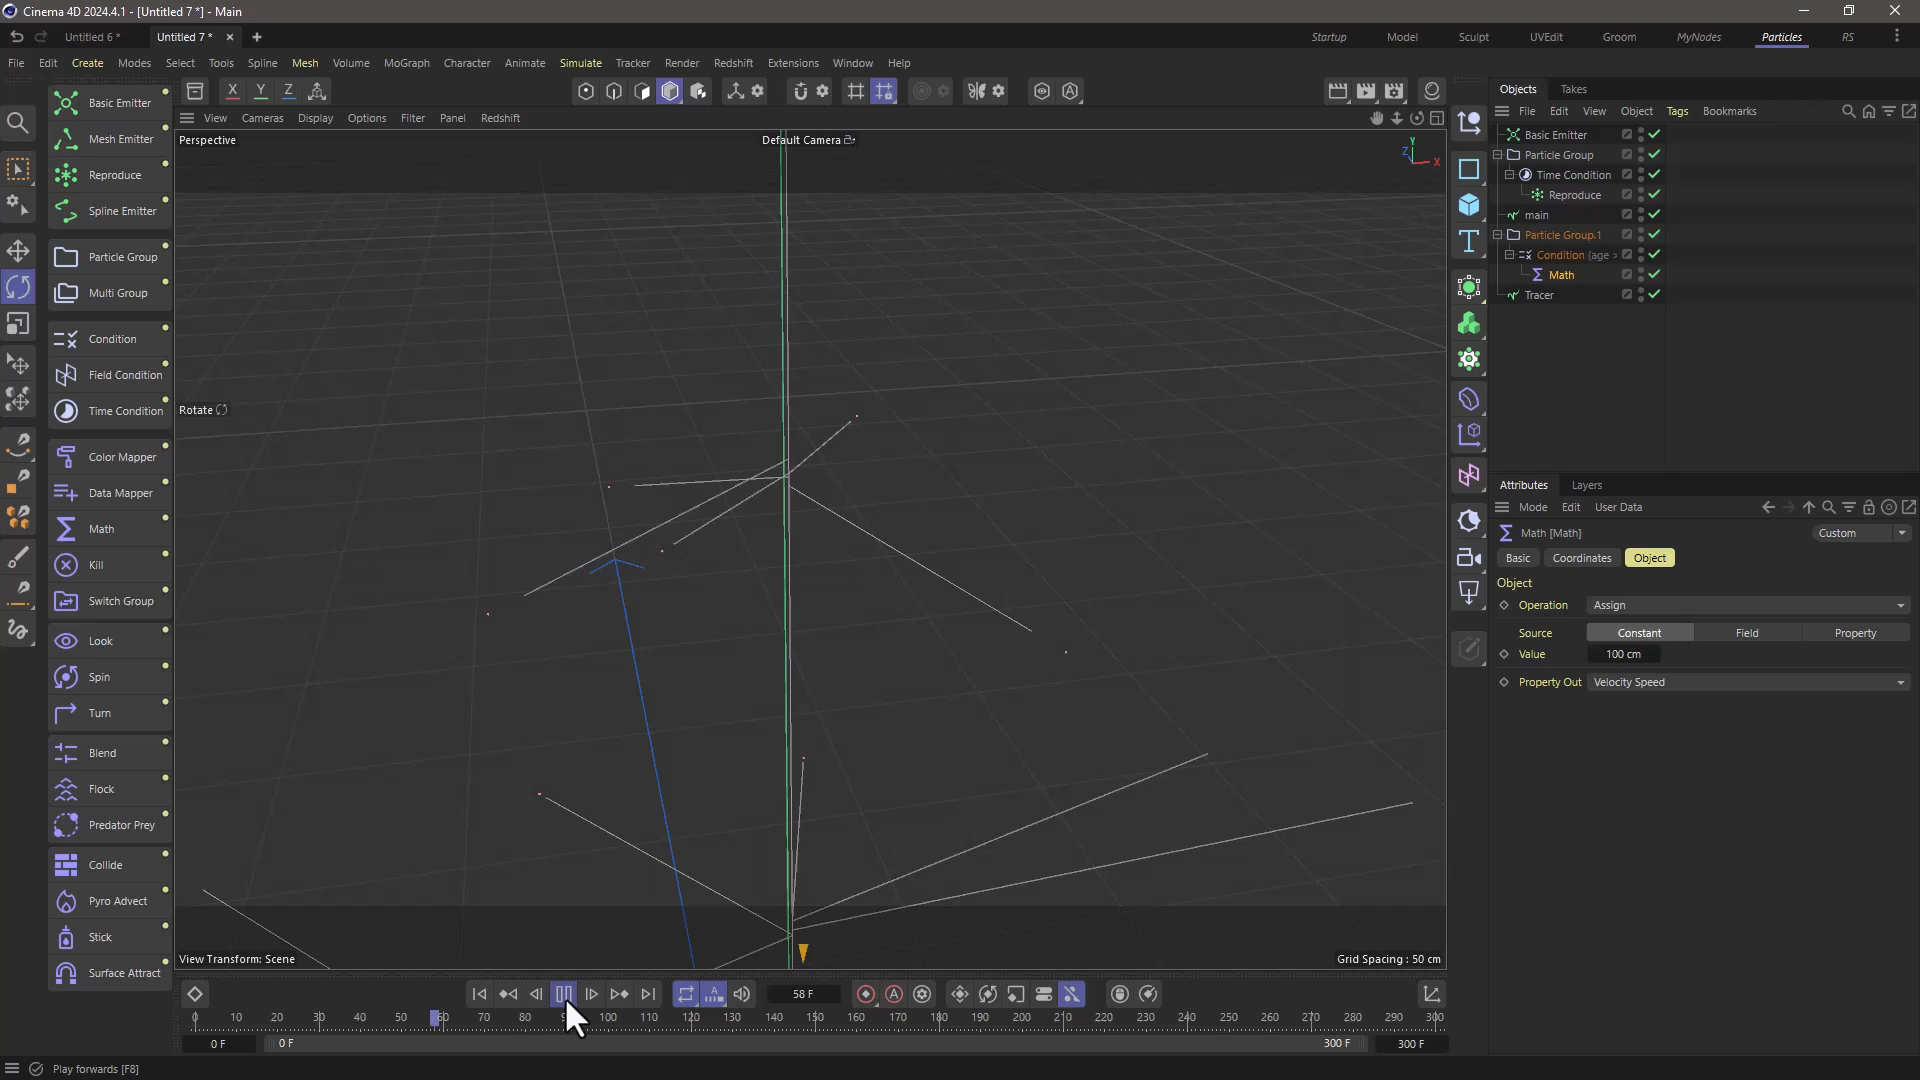 Cinema 4D 2024.4.1 - [Untitled 7 *] - Main
Untitled 6 *
Untitled 7 *
Startup
Model
Sculpt
UVEdit
Groom
MyNodes
Particles
RS
File
Edit
Create
Modes
Select
Tools
Spline
Mesh
Volume
MoGraph
Character
Animate
Simulate
Tracker
Render
Redshift
Extensions
Window
Help
Basic Emitter
Mesh Emitter
Reproduce
Spline Emitter
Particle Group
Multi Group
Condition
Field Condition
Time Condition
Color Mapper
Data Mapper
Math
Kill
Switch Group
Look
Spin
Turn
Blend
Flock
Predator Prey
Collide
Pyro Advect
Stick
Surface Attract
X
Y
Z
View
Cameras
Display
Options
Filter
Panel
Redshift
Perspective
Default Camera
Y
Z
X
Rotate
View Transform: Scene
Grid Spacing : 50 cm
58 F
0
10
20
30
40
50
60
70
80
90
100
110
120
130
140
150
160
170
180
190
200
210
220
230
240
250
260
270
280
290
300
0 F
0 F
300 F
300 F
Play forwards [F8]
Objects
Takes
File
Edit
View
Object
Tags
Bookmarks
Basic Emitter
Particle Group
Time Condition
Reproduce
main
Particle Group.1
Condition (age >
Math
Tracer
Attributes
Layers
Mode
Edit
User Data
Math [Math]
Custom
Basic
Coordinates
Object
Object
Operation
Assign
Source
Constant
Field
Property
Value
100 cm
Property Out
Velocity Speed